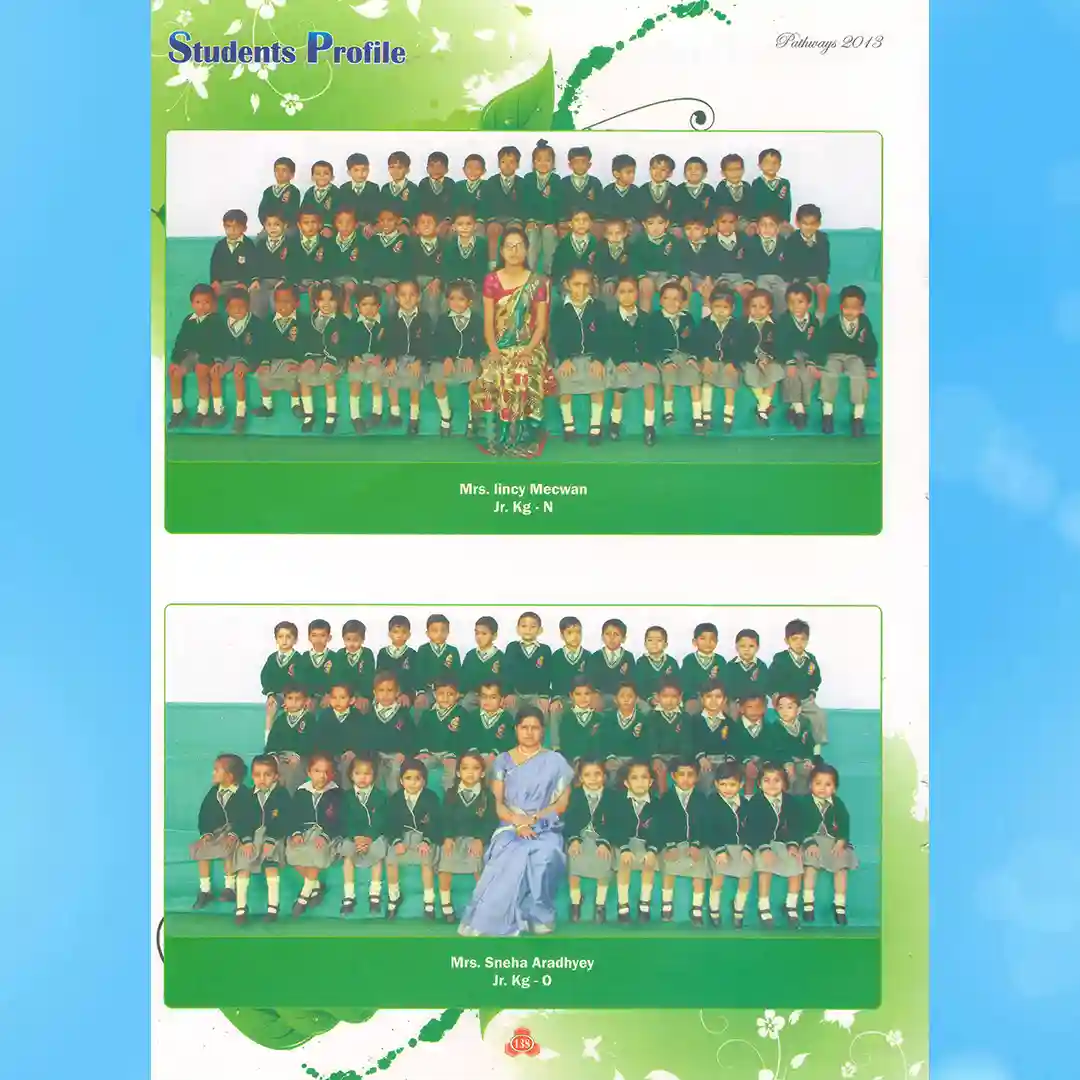 Students Profile
Pathways 2013
Mrs. Iincy Mecwan
Jr. Kg - N
Mrs. Sneha Aradhyey
Jr. Kg - O
138